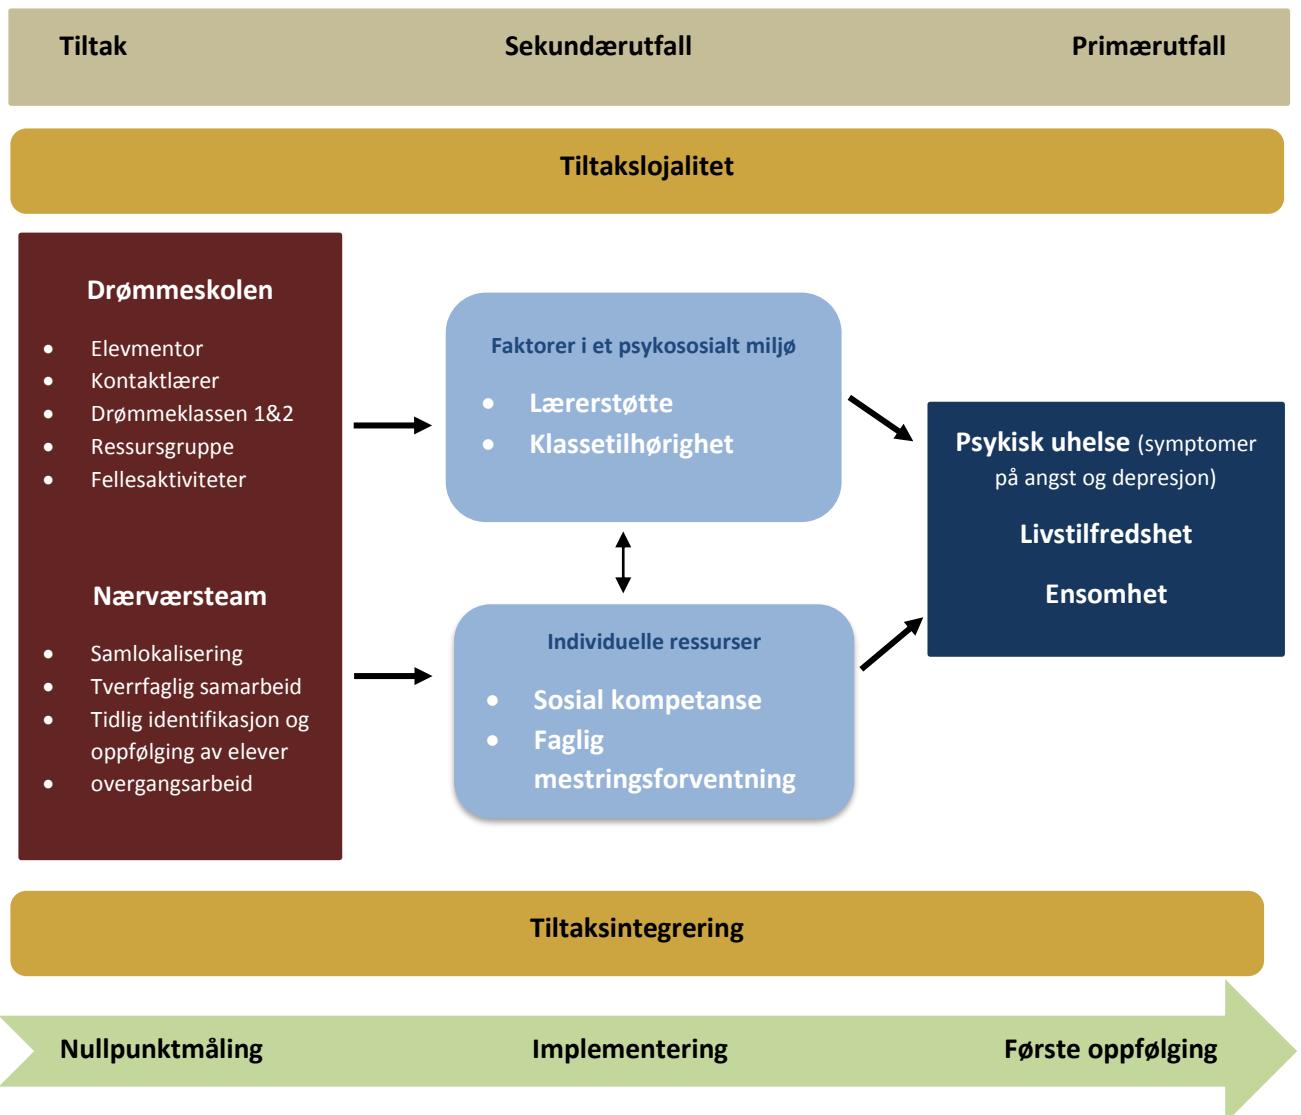 Tiltak
Sekundærutfall
Primærutfall
Tiltakslojalitet
Drømmeskolen
Elevmentor
Kontaktlærer
Drømmeklassen 1&2
Ressursgruppe
Fellesaktiviteter
Nærværsteam
Samlokalisering
Tverrfaglig samarbeid
Tidlig identifikasjon og
oppfølging av elever
overgangsarbeid
Faktorer i et psykososialt miljø
Lærerstøtte
Klassetilhørighet
Individuelle ressurser
Sosial kompetanse
Faglig
mestringsforventning
Psykisk uhelse (symptomer
på angst og depresjon)
Livstilfredshet
Ensomhet
Tiltaksintegrering
Nullpunktmåling
Implementering
Første oppfølging